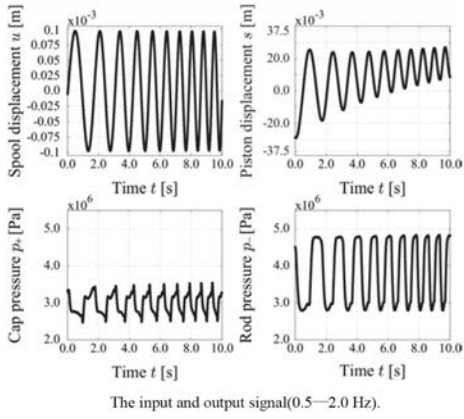 x10⁻³
Spool displacement u [m]
0.1
0.075
0.05
0.025
0.0
-0.025
-0.05
-0.075
-0.1
0.0 2.0 4.0 6.0 8.0 10.0
Time t [s]
x10⁻³
Piston displacement s [m]
37.5
20.0
0.0
-20.0
-37.5
0.0 2.0 4.0 6.0 8.0 10.0
Time t [s]
x10⁶
Cap pressure p₊ [Pa]
5.0
4.0
3.0
2.0
0.0 2.0 4.0 6.0 8.0 10.0
Time t [s]
x10⁶
Rod pressure p₋ [Pa]
5.0
4.0
3.0
2.0
0.0 2.0 4.0 6.0 8.0 10.0
Time t [s]
The input and output signal(0.5—2.0 Hz).